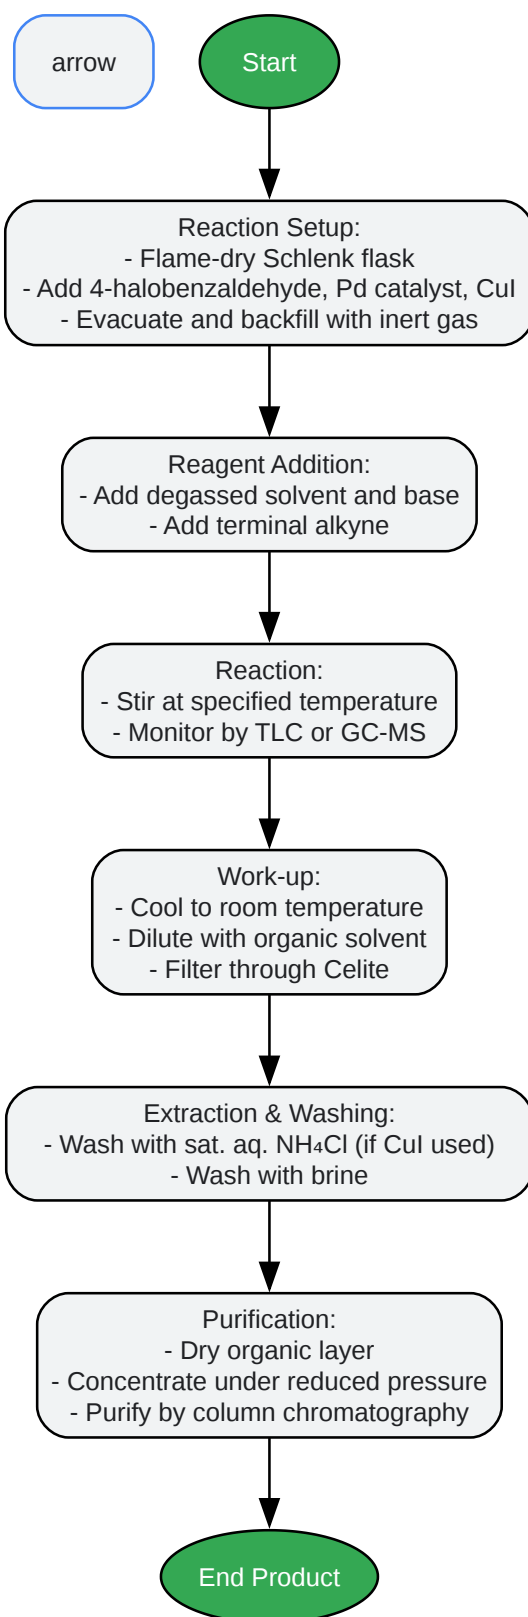 arrow
Start
Reaction Setup:
- Flame-dry Schlenk flask
- Add 4-halobenzaldehyde, Pd catalyst, CuI
- Evacuate and backfill with inert gas
Reagent Addition:
- Add degassed solvent and base
- Add terminal alkyne
Reaction:
- Stir at specified temperature
- Monitor by TLC or GC-MS
Work-up:
- Cool to room temperature
- Dilute with organic solvent
- Filter through Celite
Extraction & Washing:
- Wash with sat. aq. NH₄Cl (if CuI used)
- Wash with brine
Purification:
- Dry organic layer
- Concentrate under reduced pressure
- Purify by column chromatography
End Product